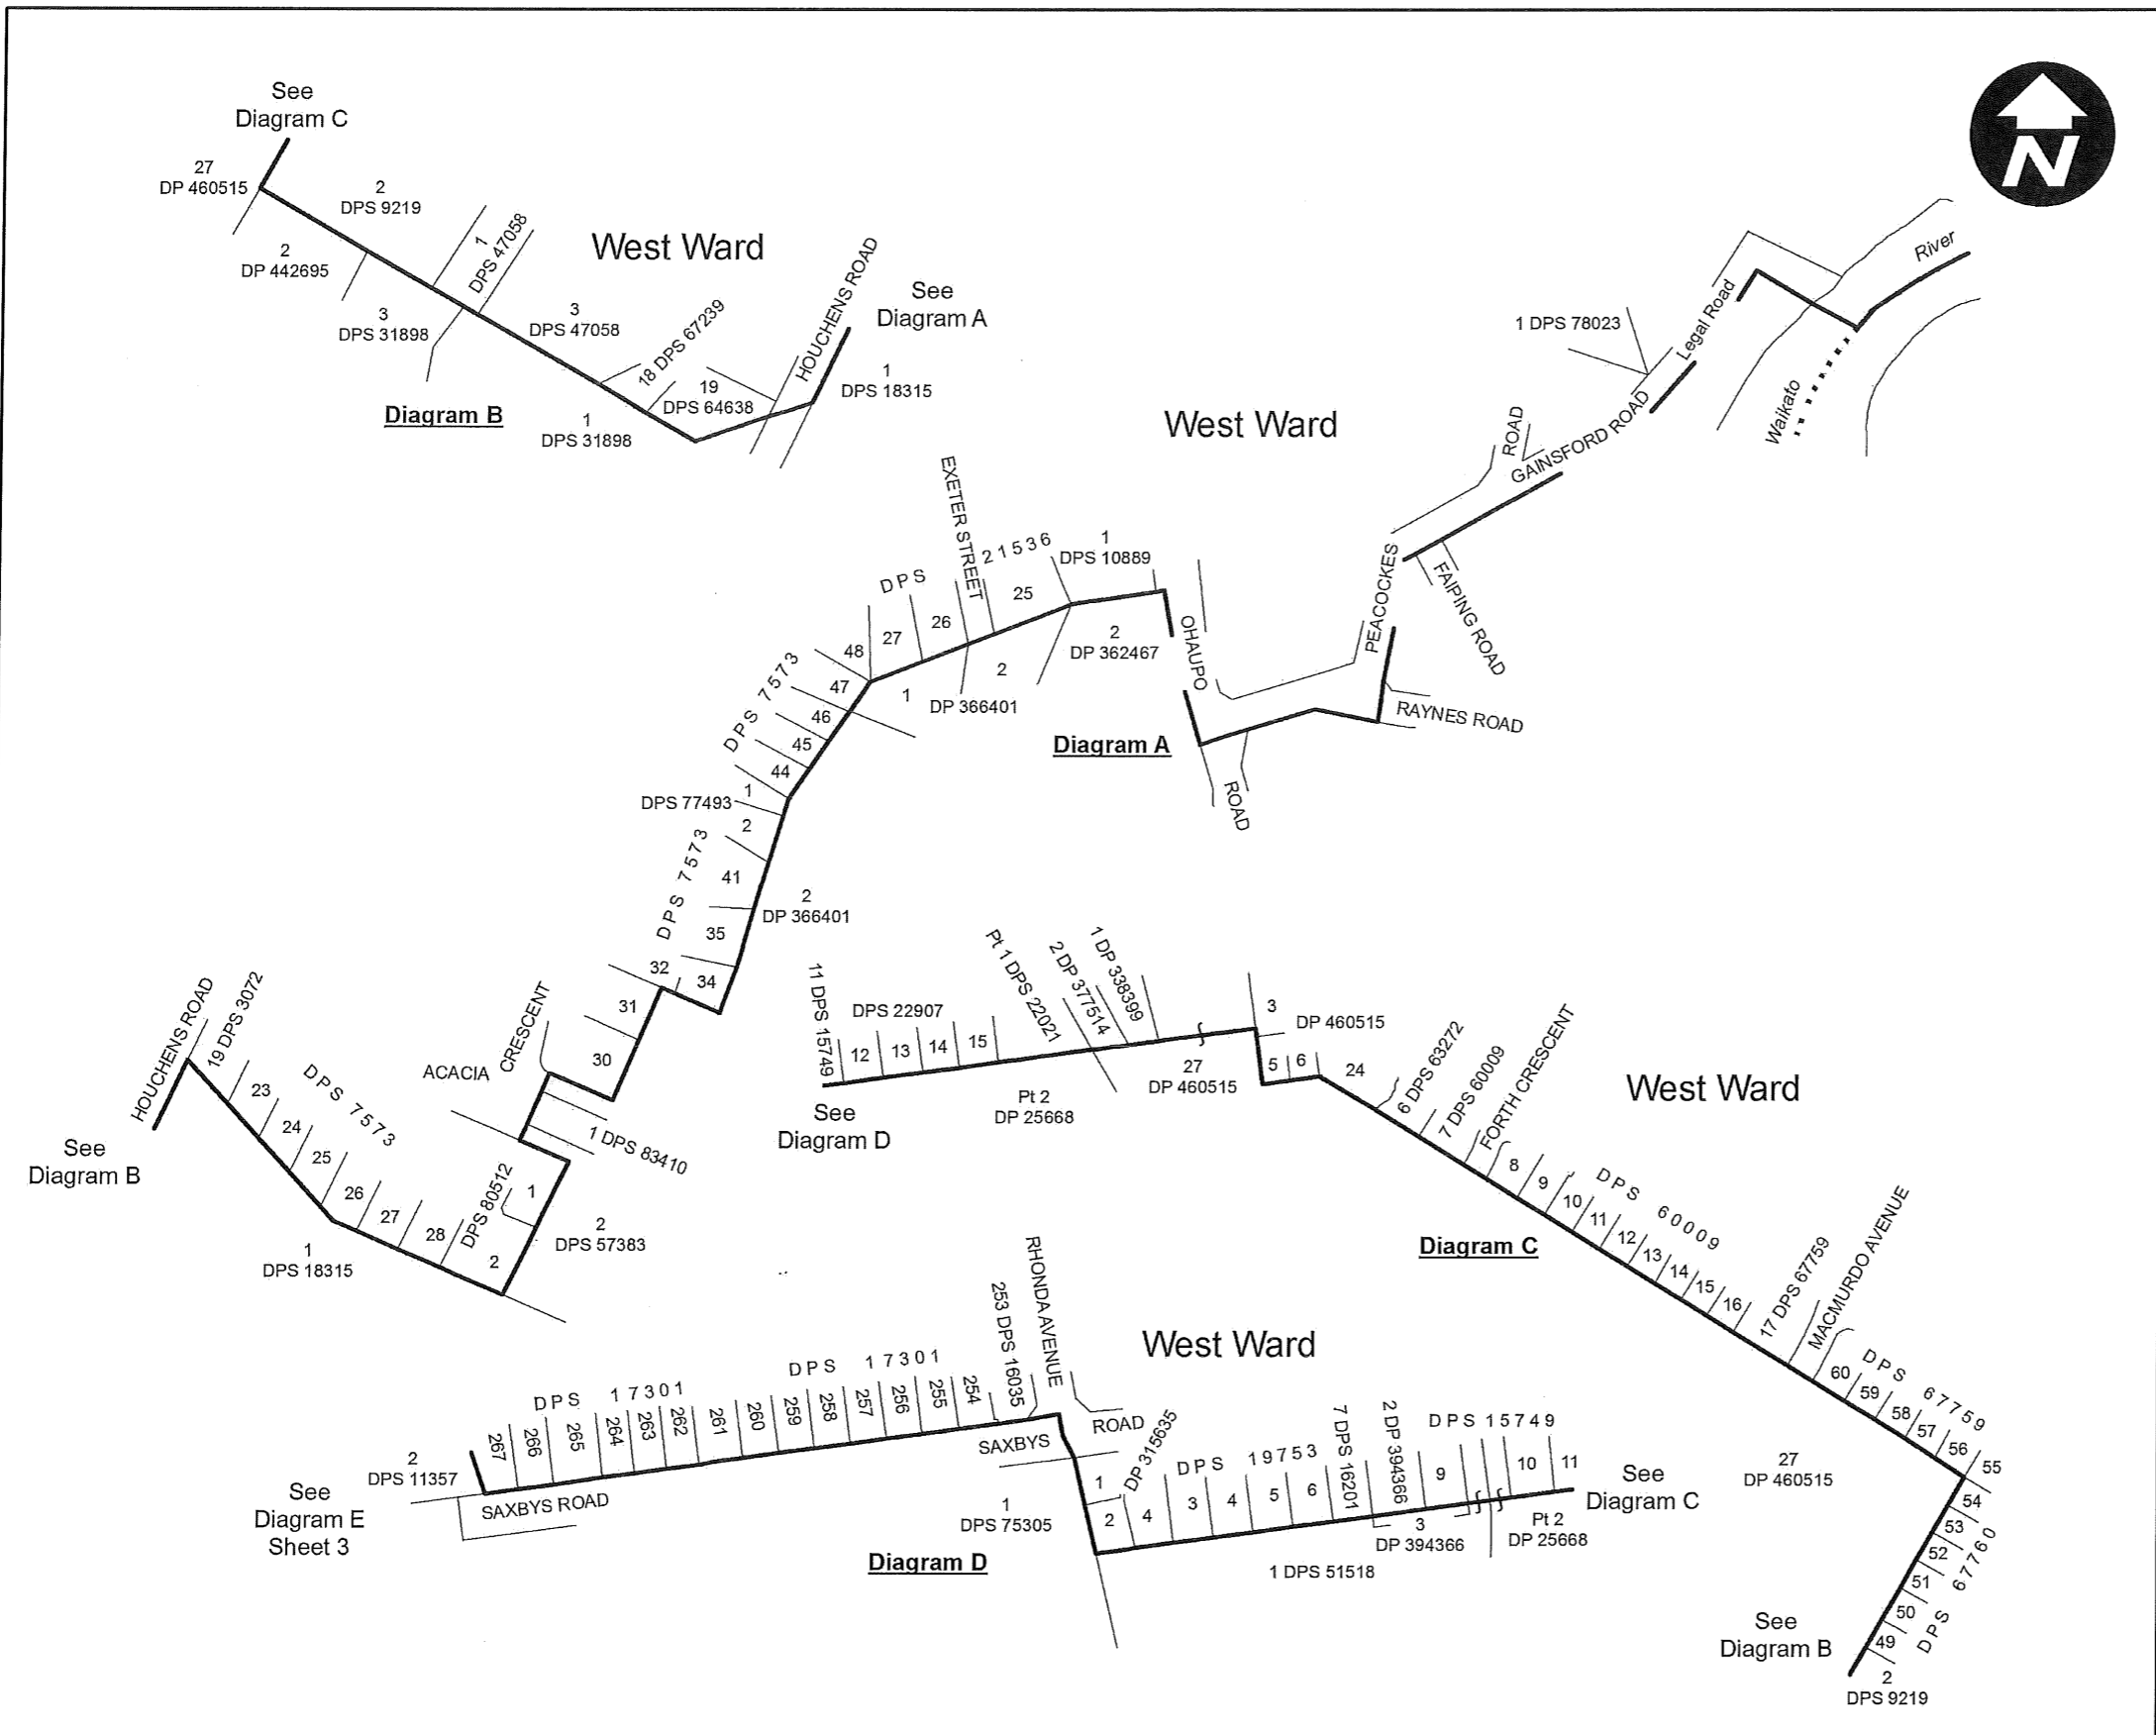 See
Diagram C
27
DP 460515
2
DPS 9219
2
DP 442695
1
DPS 47058
West Ward
3
DPS 31898
3
DPS 47058
18 DPS 67239
19
DPS 64638
HOUCHENS ROAD
See
Diagram A
1
DPS 18315
Diagram B
1
DPS 31898
N
River
Waikato
Legal Road
1 DPS 78023
GAINSFORD ROAD
ROAD
West Ward
PEACOCKES
FAIPING ROAD
RAYNES ROAD
OHAUPO
ROAD
Diagram A
EXETER STREET
DPS
21536
1
DPS 10889
25
26
27
2
DP 362467
2
1
DP 366401
48
47
46
45
44
DPS 7573
1
DPS 77493
2
41
35
34
32
DPS 7573
2
DP 366401
31
30
ACACIA
CRESCENT
1 DPS 83410
HOUCHENS ROAD
19 DPS 3072
23
24
25
26
27
28
DPS 7573
DPS 80512
1
2
2
DPS 57383
1
DPS 18315
See
Diagram B
11 DPS 15749
DPS 22907
12
13
14
15
Pt 1 DPS 22021
2 DP 377514
1 DP 338399
3
DP 460515
5
6
24
27
DP 460515
Pt 2
DP 25668
See
Diagram D
6 DPS 63272
7 DPS 60009
FORTH CRESCENT
8
9
10
11
12
13
14
15
16
DPS 60009
17 DPS 67759
MACMURDO AVENUE
60
59
58
57
56
55
DPS 67759
West Ward
Diagram C
27
DP 460515
54
53
52
51
50
49
DPS 67760
See
Diagram B
2
DPS 9219
West Ward
2
DPS 11357
See
Diagram E
Sheet 3
SAXBYS ROAD
DPS 17301
DPS 17301
267
266
265
264
263
262
261
260
259
258
257
256
255
254
253 DPS 16035
RHONDA AVENUE
SAXBYS
ROAD
1
DP 315635
2
1
DPS 75305
DPS 19753
4
3
4
5
6
7 DPS 16201
2 DP 394366
DPS 15749
9
10
11
See
Diagram C
3
DP 394366
Pt 2
DP 25668
1 DPS 51518
Diagram D